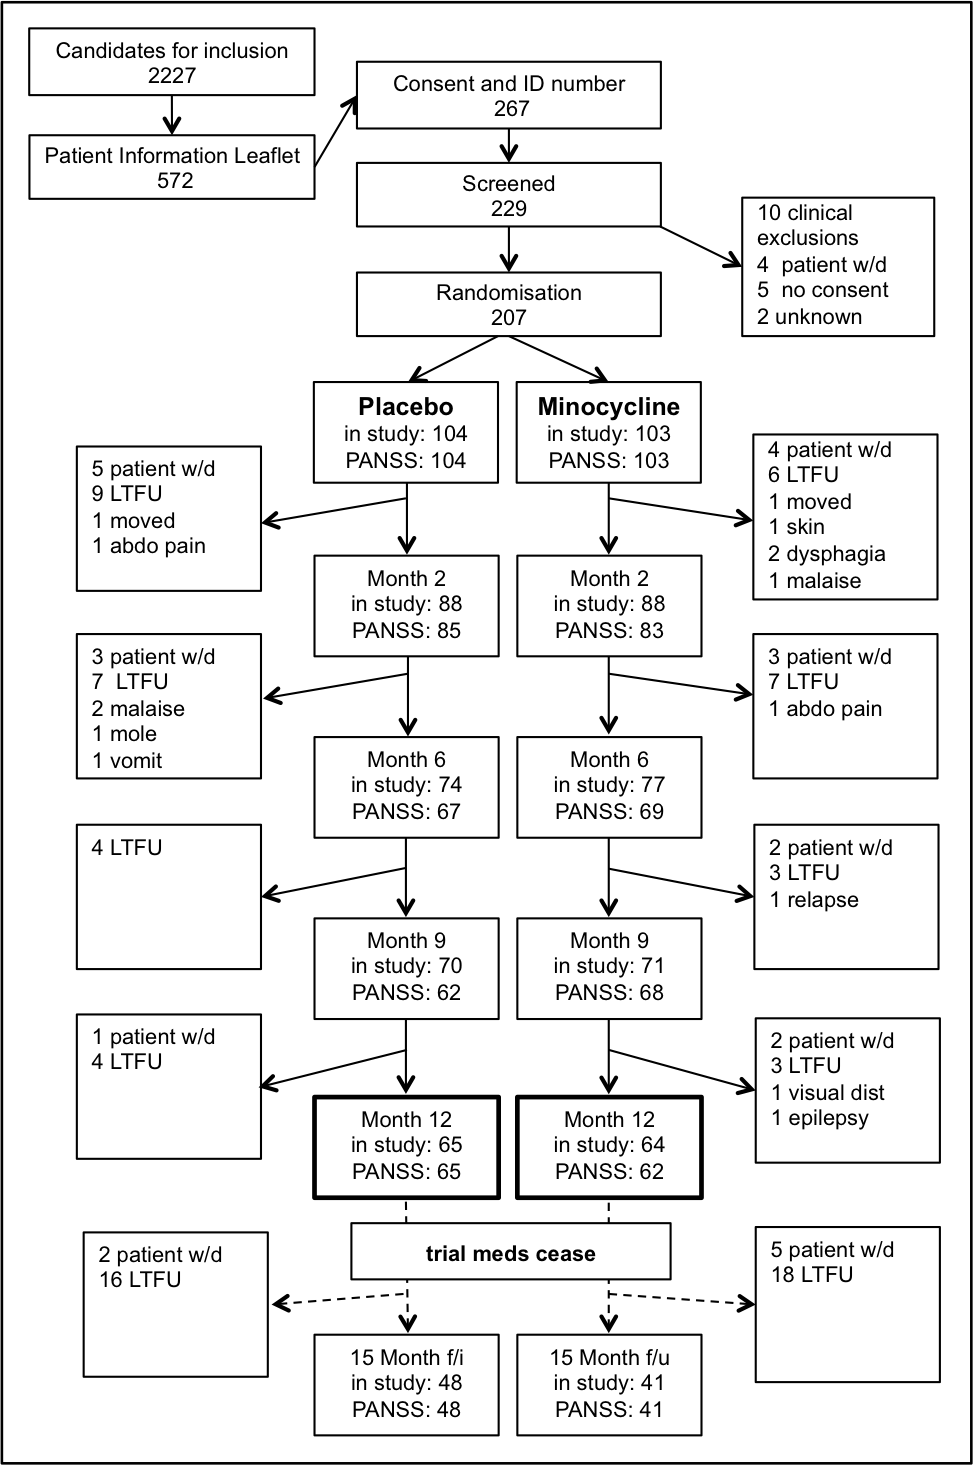 Candidates for inclusion
2227
Patient Information Leaflet
572
Consent and ID number
267
Screened
229
10 clinical
exclusions
4 patient w/d
5 no consent
2 unknown
Randomisation
207
Placebo
in study: 104
PANSS: 104
Minocycline
in study: 103
PANSS: 103
5 patient w/d
9 LTFU
1 moved
1 abdo pain
4 patient w/d
6 LTFU
1 moved
1 skin
2 dysphagia
1 malaise
Month 2
in study: 88
PANSS: 85
Month 2
in study: 88
PANSS: 83
3 patient w/d
7 LTFU
2 malaise
1 mole
1 vomit
3 patient w/d
7 LTFU
1 abdo pain
Month 6
in study: 74
PANSS: 67
Month 6
in study: 77
PANSS: 69
4 LTFU
2 patient w/d
3 LTFU
1 relapse
Month 9
in study: 70
PANSS: 62
Month 9
in study: 71
PANSS: 68
1 patient w/d
4 LTFU
2 patient w/d
3 LTFU
1 visual dist
1 epilepsy
Month 12
in study: 65
PANSS: 65
Month 12
in study: 64
PANSS: 62
trial meds cease
2 patient w/d
16 LTFU
5 patient w/d
18 LTFU
15 Month f/i
in study: 48
PANSS: 48
15 Month f/u
in study: 41
PANSS: 41